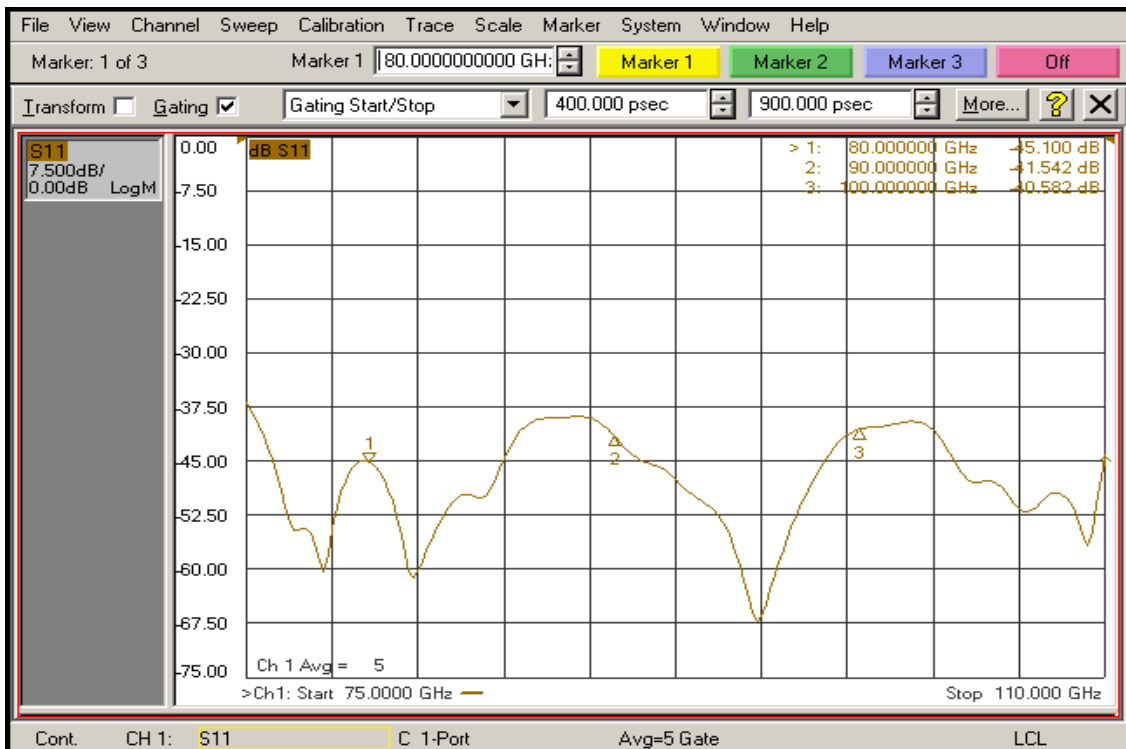 File View Channel Sweep Calibration Trace Scale Marker System Window Help
Marker: 1 of 3 Marker 1 80.0000000000 GH: Marker 1 Marker 2 Marker 3 Off
Transform Gating Gating Start/Stop 400.000 psec 900.000 psec More... ?
S11
7.500dB/
0.00dB LogM
dB S11
> 1: 80.000000 GHz -45.100 dB
2: 90.000000 GHz -41.542 dB
3: 100.000000 GHz -40.582 dB
0.00
-7.50
-15.00
-22.50
-30.00
-37.50
-45.00
-52.50
-60.00
-67.50
-75.00
1
2
3
Ch 1 Avg = 5
>Ch1: Start 75.0000 GHz Stop 110.000 GHz
Cont. CH 1: S11 C 1-Port Avg=5 Gate LCL